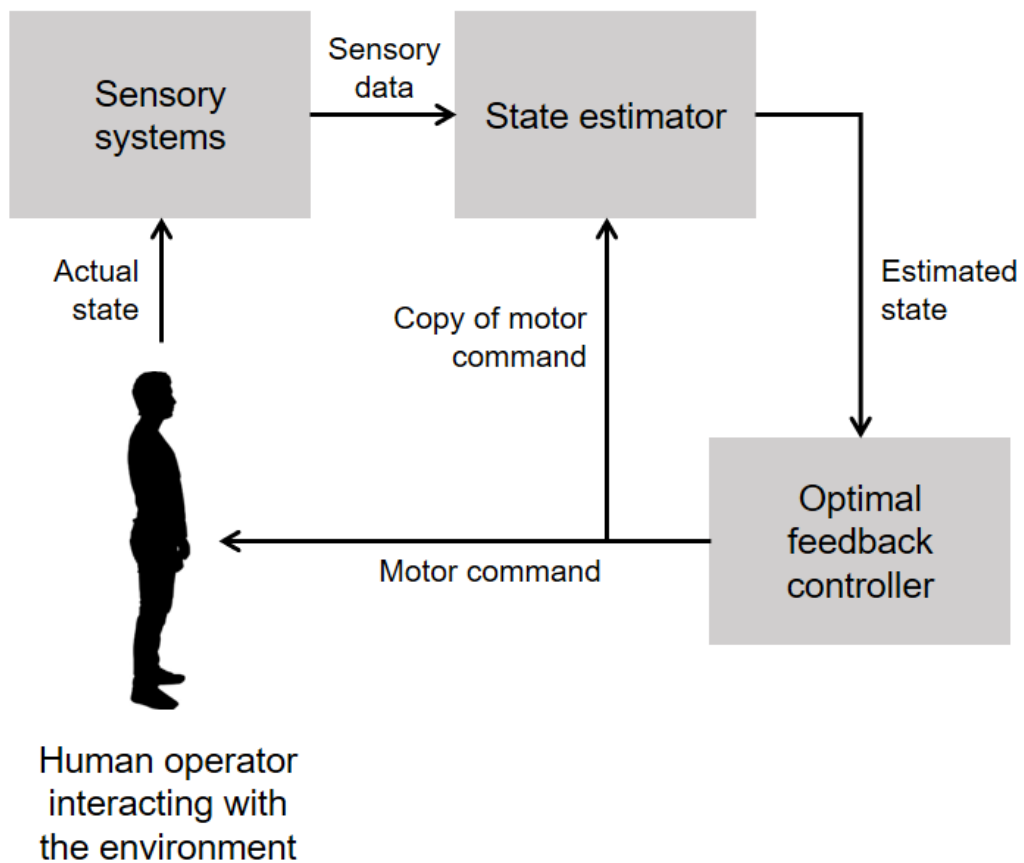 Sensory
systems
Sensory
data
State estimator
Actual
state
Copy of motor
command
Estimated
state
Optimal
feedback
controller
Motor command
Human operator
interacting with
the environment